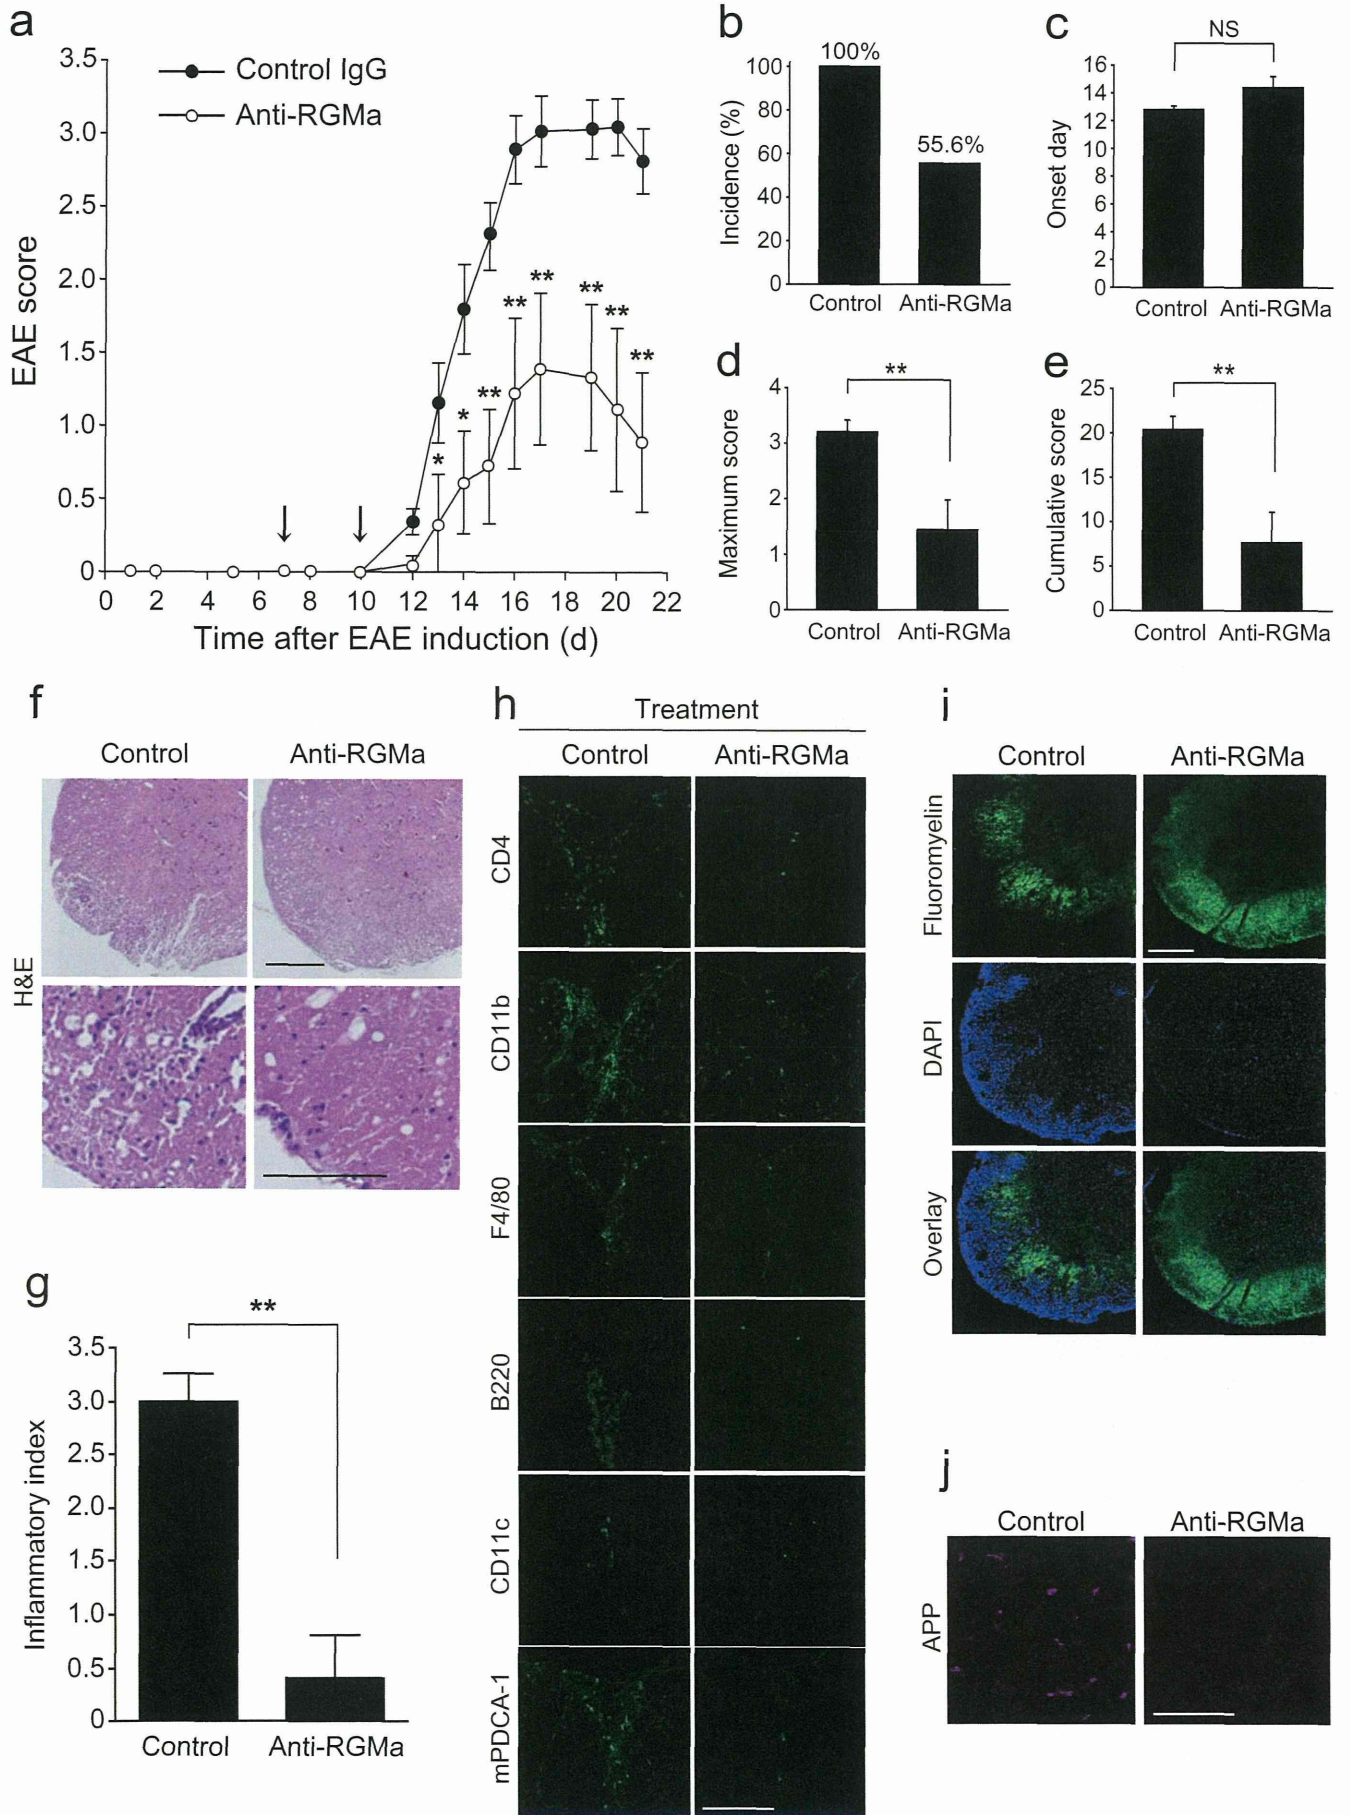 a
3.5
3.0
2.5
2.0
1.5
1.0
0.5
0
EAE score
Control IgG
Anti-RGMa
*
*
**
**
**
**
**
**
0 2 4 6 8 10 12 14 16 18 20 22
Time after EAE induction (d)
b
100%
55.6%
100
80
60
40
20
0
Incidence (%)
Control Anti-RGMa
c
NS
16
14
12
10
8
6
4
2
0
Onset day
Control Anti-RGMa
d
**
4
3
2
1
0
Maximum score
Control Anti-RGMa
e
**
25
20
15
10
5
0
Cumulative score
Control Anti-RGMa
f
Control Anti-RGMa
H&E
g
**
3.5
3.0
2.5
2.0
1.5
1.0
0.5
0
Inflammatory index
Control Anti-RGMa
h
Treatment
Control Anti-RGMa
CD4
CD11b
F4/80
B220
CD11c
mPDCA-1
i
Control Anti-RGMa
Fluoromyelin
DAPI
Overlay
j
Control Anti-RGMa
APP